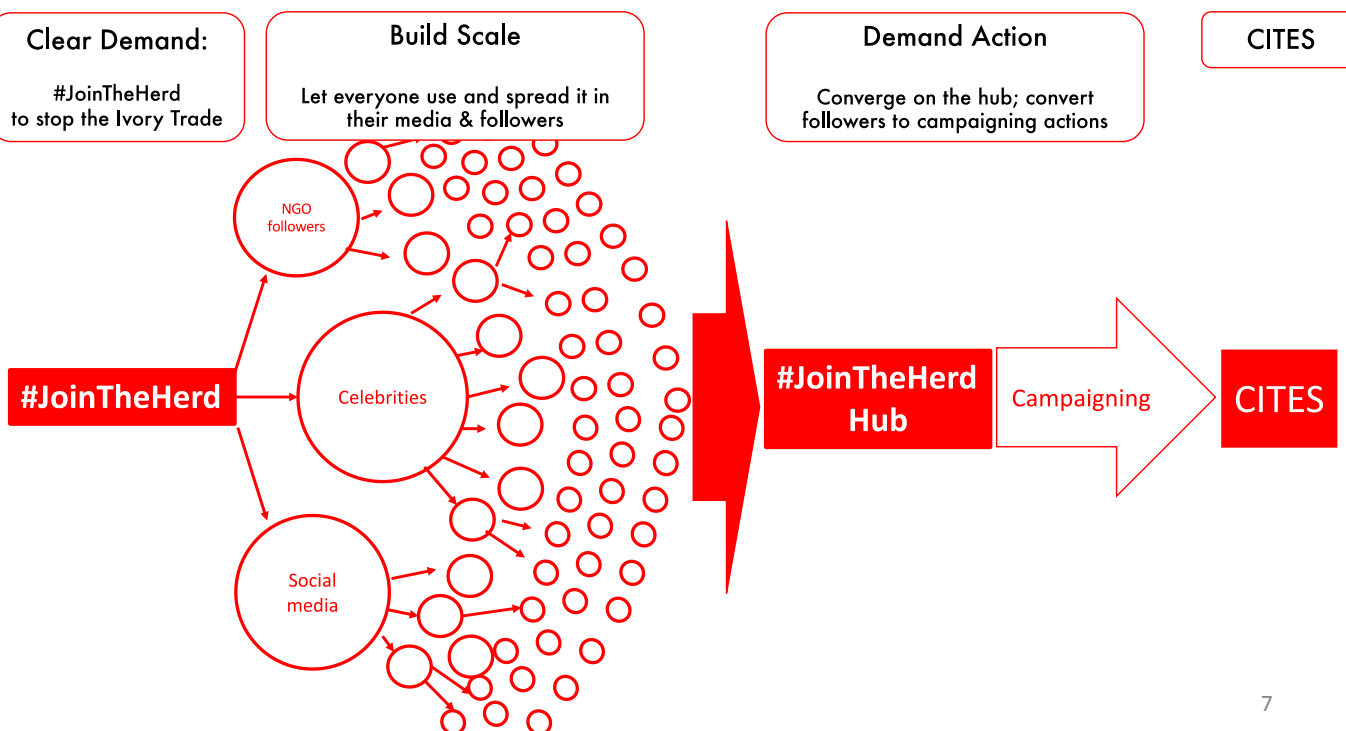 Clear Demand:
#JoinTheHerd
to stop the Ivory Trade
Build Scale
Let everyone use and spread it in
their media & followers
Demand Action
Converge on the hub; convert
followers to campaigning actions
CITES
NGO
followers
#JoinTheHerd
Celebrities
Social
media
#JoinTheHerd
Hub
Campaigning
CITES
7